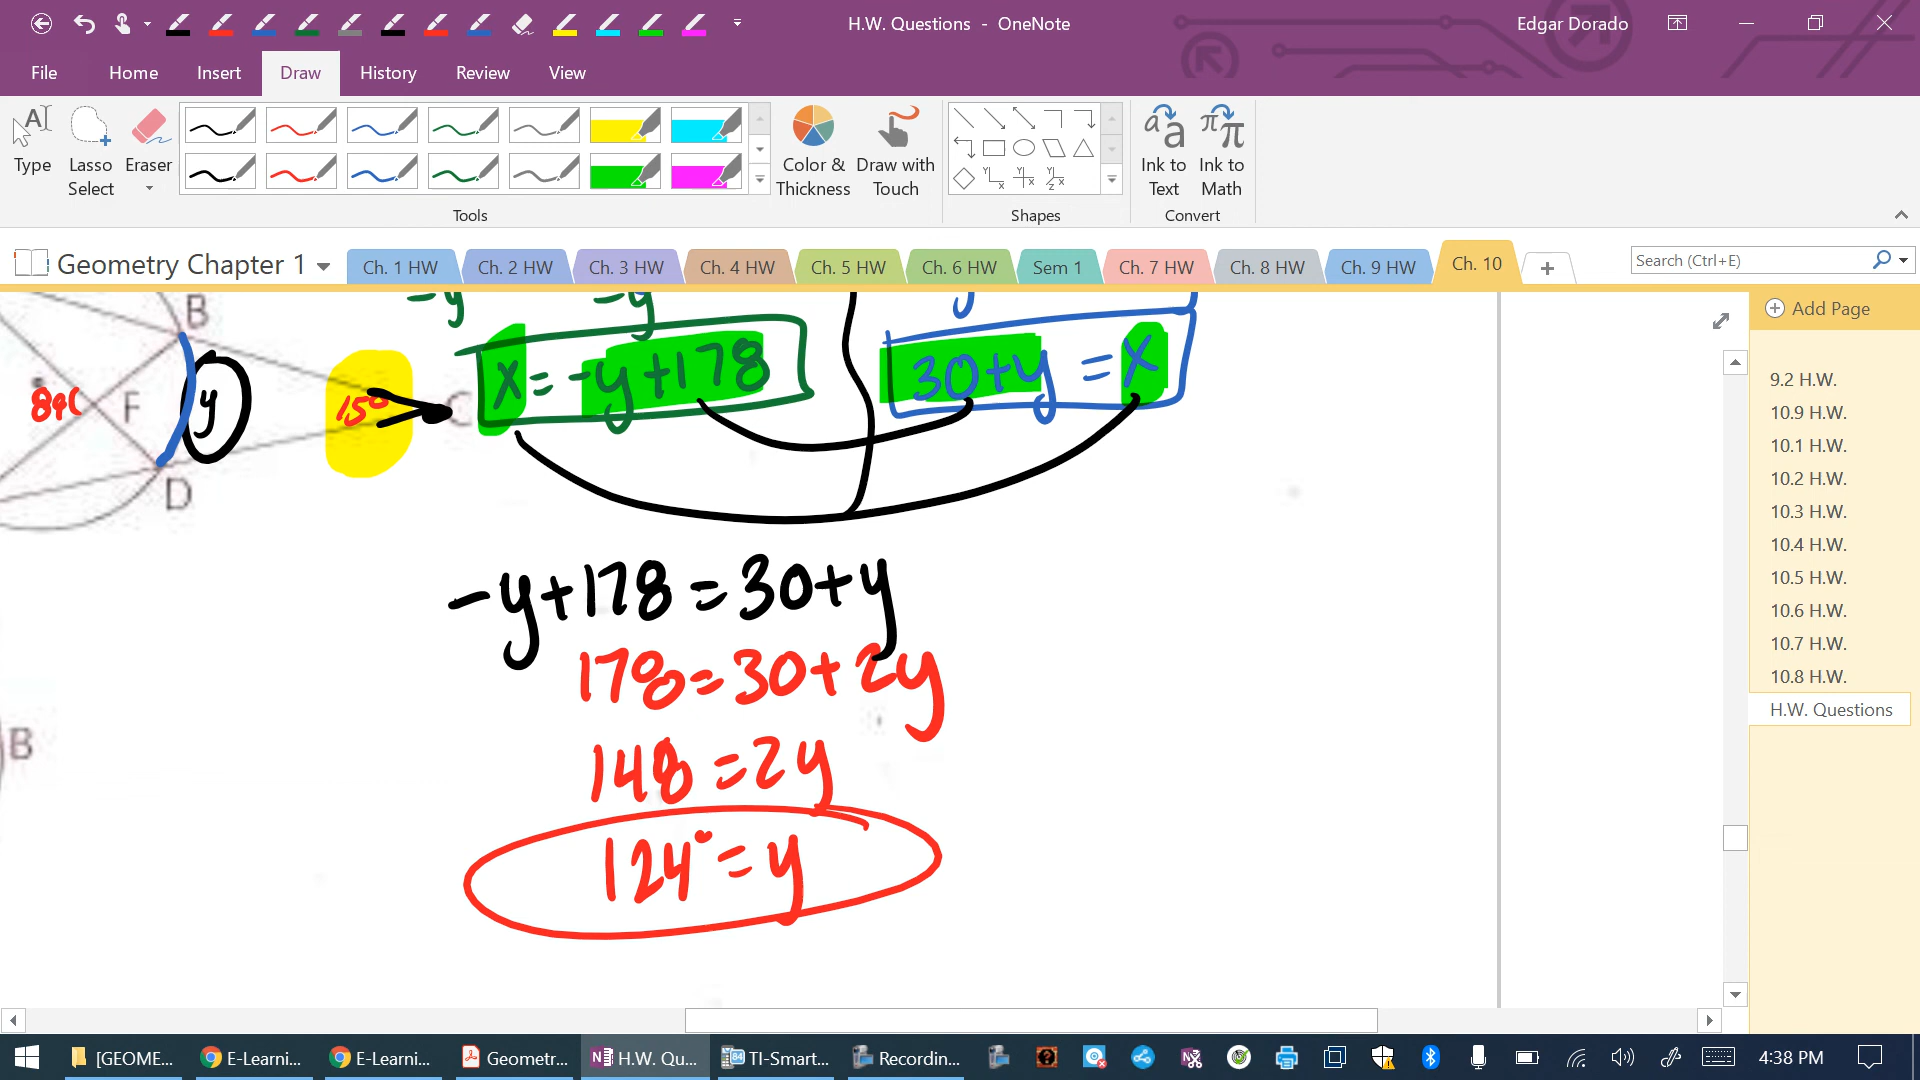 H.W. Questions - OneNote
Edgar Dorado
File Home Insert Draw History Review View
Type
Lasso Select
Eraser
Color & Thickness
Draw with Touch
Ink to Text
Ink to Math
Tools
Shapes
Convert
Geometry Chapter 1
Ch. 1 HW
Ch. 2 HW
Ch. 3 HW
Ch. 4 HW
Ch. 5 HW
Ch. 6 HW
Sem 1
Ch. 7 HW
Ch. 8 HW
Ch. 9 HW
Ch. 10
Search (Ctrl+E)
Add Page
9.2 H.W.
10.9 H.W.
10.1 H.W.
10.2 H.W.
10.3 H.W.
10.4 H.W.
10.5 H.W.
10.6 H.W.
10.7 H.W.
10.8 H.W.
H.W. Questions
-y -y
B
F
y
15°
C
D
x = -y+178
30+y = x
-y+178=30+y
178=30+2y
148=2y
124°=y
B
[GEOME...
E-Learni...
E-Learni...
Geometr...
H.W. Qu...
TI-Smart...
Recordin...
4:38 PM